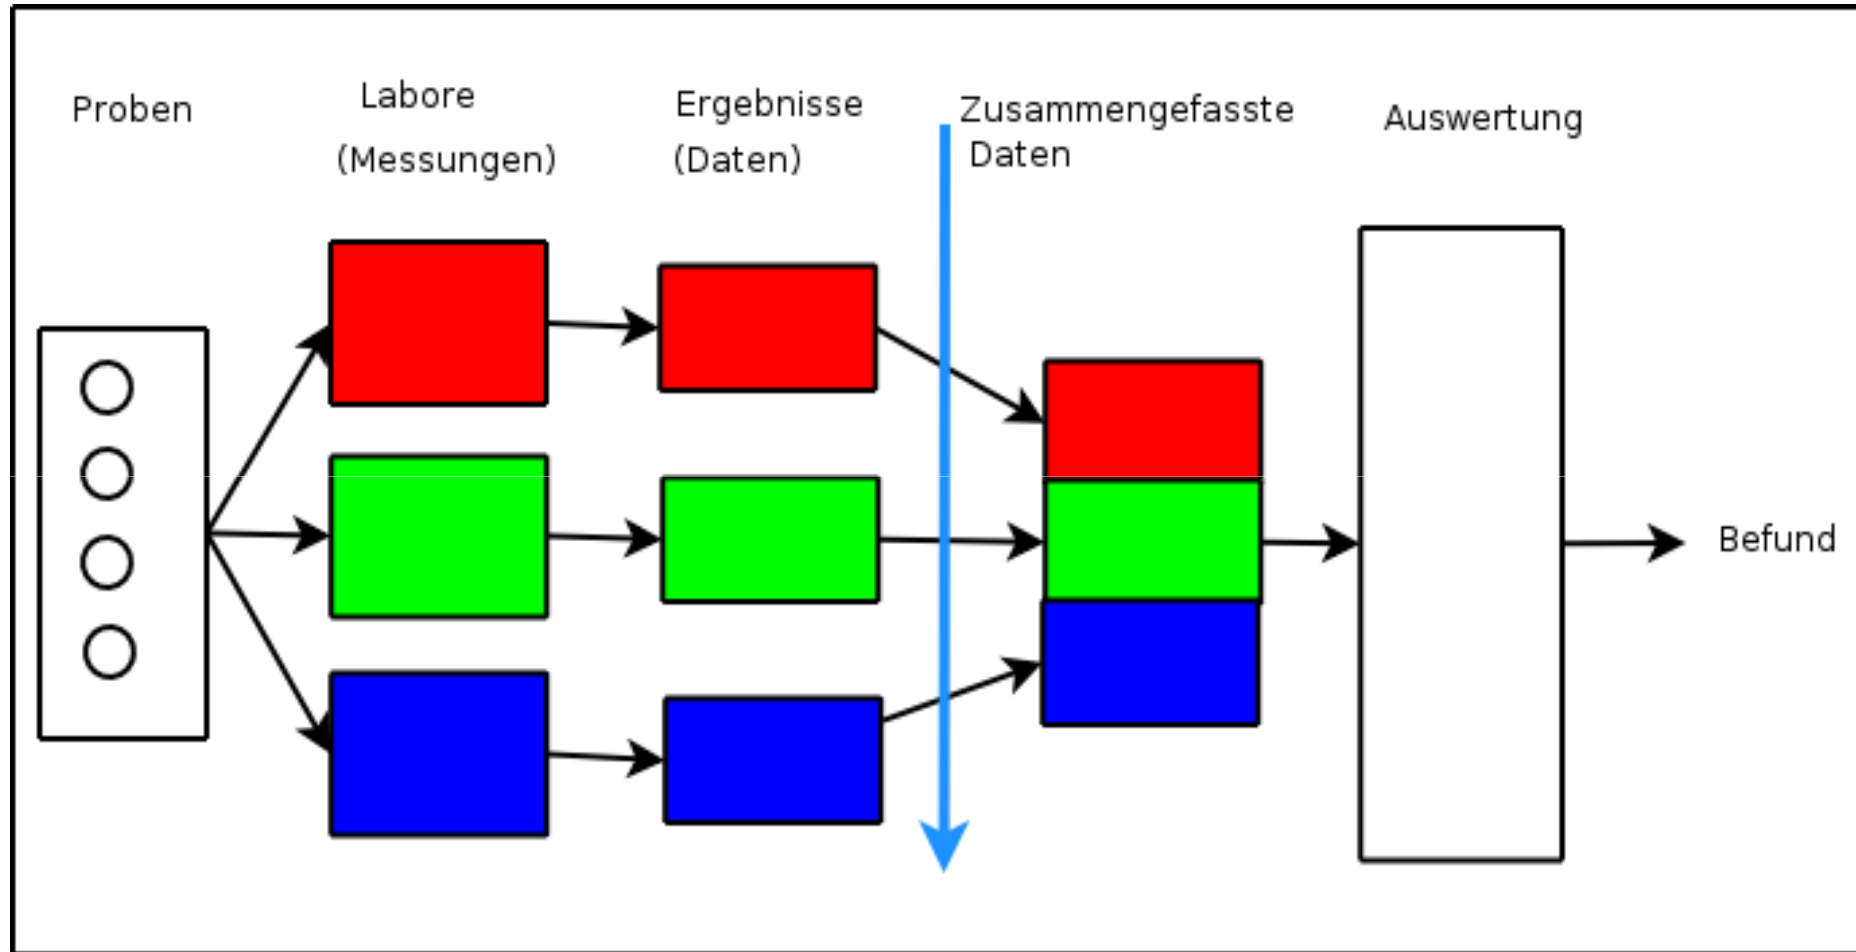 Proben
Labore
(Messungen)
Ergebnisse
(Daten)
Zusammengefasste
Daten
Auswertung
Befund